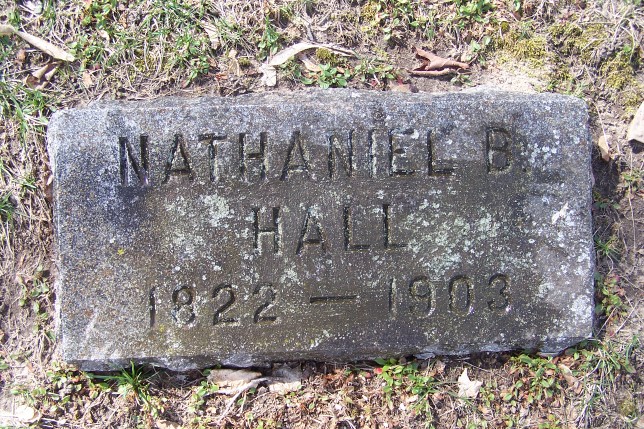 NATHANIEL B.
HALL
1822 — 1903